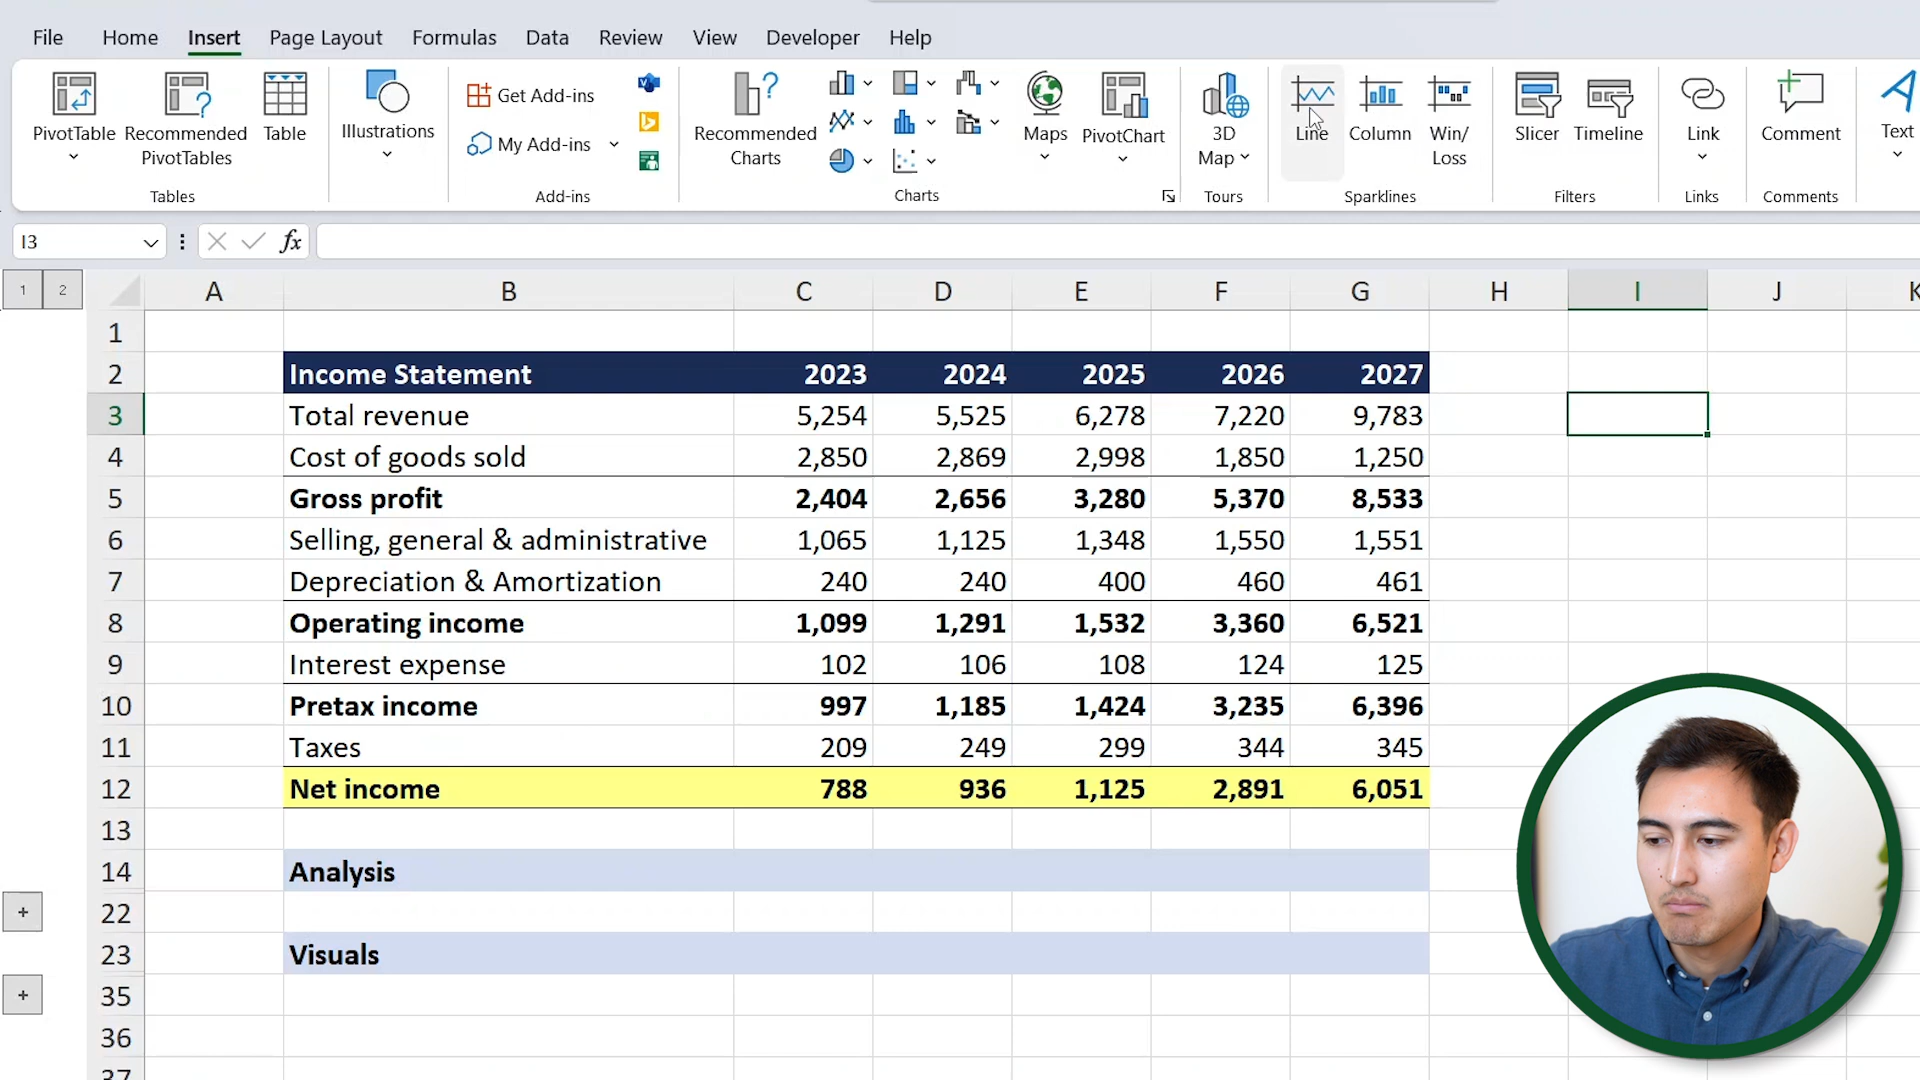 File Home Insert Page Layout Formulas Data Review View Developer Help
PivotTable Recommended PivotTables Table Illustrations Get Add-ins My Add-ins Recommended Charts Maps PivotChart 3D Map Line Column Win/Loss Slicer Timeline Link Comment Text
Tables Add-ins Charts Tours Sparklines Filters Links Comments
I3 fx
1 2 A B C D E F G H I J K
1
2 Income Statement 2023 2024 2025 2026 2027
3 Total revenue 5,254 5,525 6,278 7,220 9,783
4 Cost of goods sold 2,850 2,869 2,998 1,850 1,250
5 Gross profit 2,404 2,656 3,280 5,370 8,533
6 Selling, general & administrative 1,065 1,125 1,348 1,550 1,551
7 Depreciation & Amortization 240 240 400 460 461
8 Operating income 1,099 1,291 1,532 3,360 6,521
9 Interest expense 102 106 108 124 125
10 Pretax income 997 1,185 1,424 3,235 6,396
11 Taxes 209 249 299 344 345
12 Net income 788 936 1,125 2,891 6,051
13
14 Analysis
+ 22
23 Visuals
+ 35
36
37